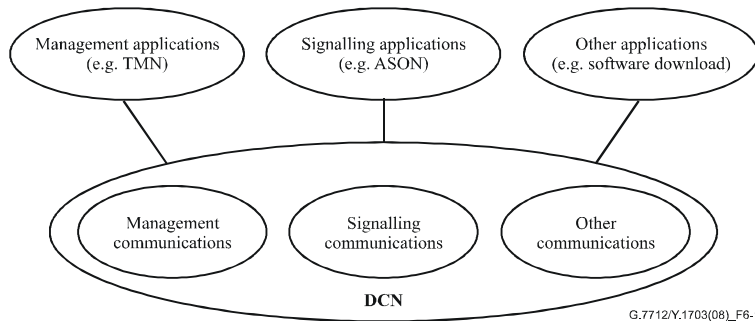 Management applications
(e.g. TMN)
Signalling applications
(e.g. ASON)
Other applications
(e.g. software download)
Management
communications
Signalling
communications
Other
communications
DCN
G.7712/Y.1703(08)_F6-